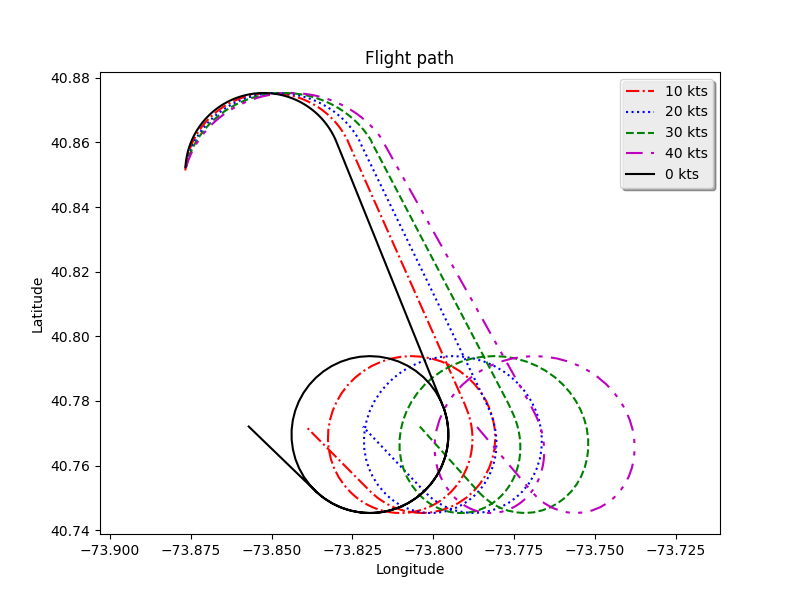 Flight path
40.88
40.86
40.84
40.82
40.80
40.78
40.76
40.74
Latitude
10 kts
20 kts
30 kts
40 kts
0 kts
−73.900
−73.875
−73.850
−73.825
−73.800
−73.775
−73.750
−73.725
Longitude